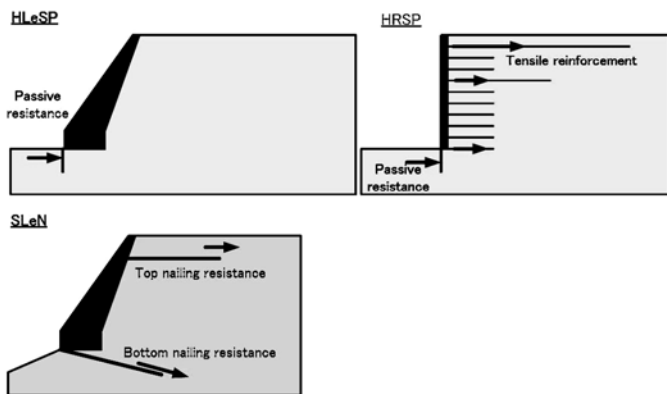 HLeSP
HRSP
Tensile reinforcement
Passive
resistance
Passive
resistance
SLeN
Top nailing resistance
Bottom nailing resistance